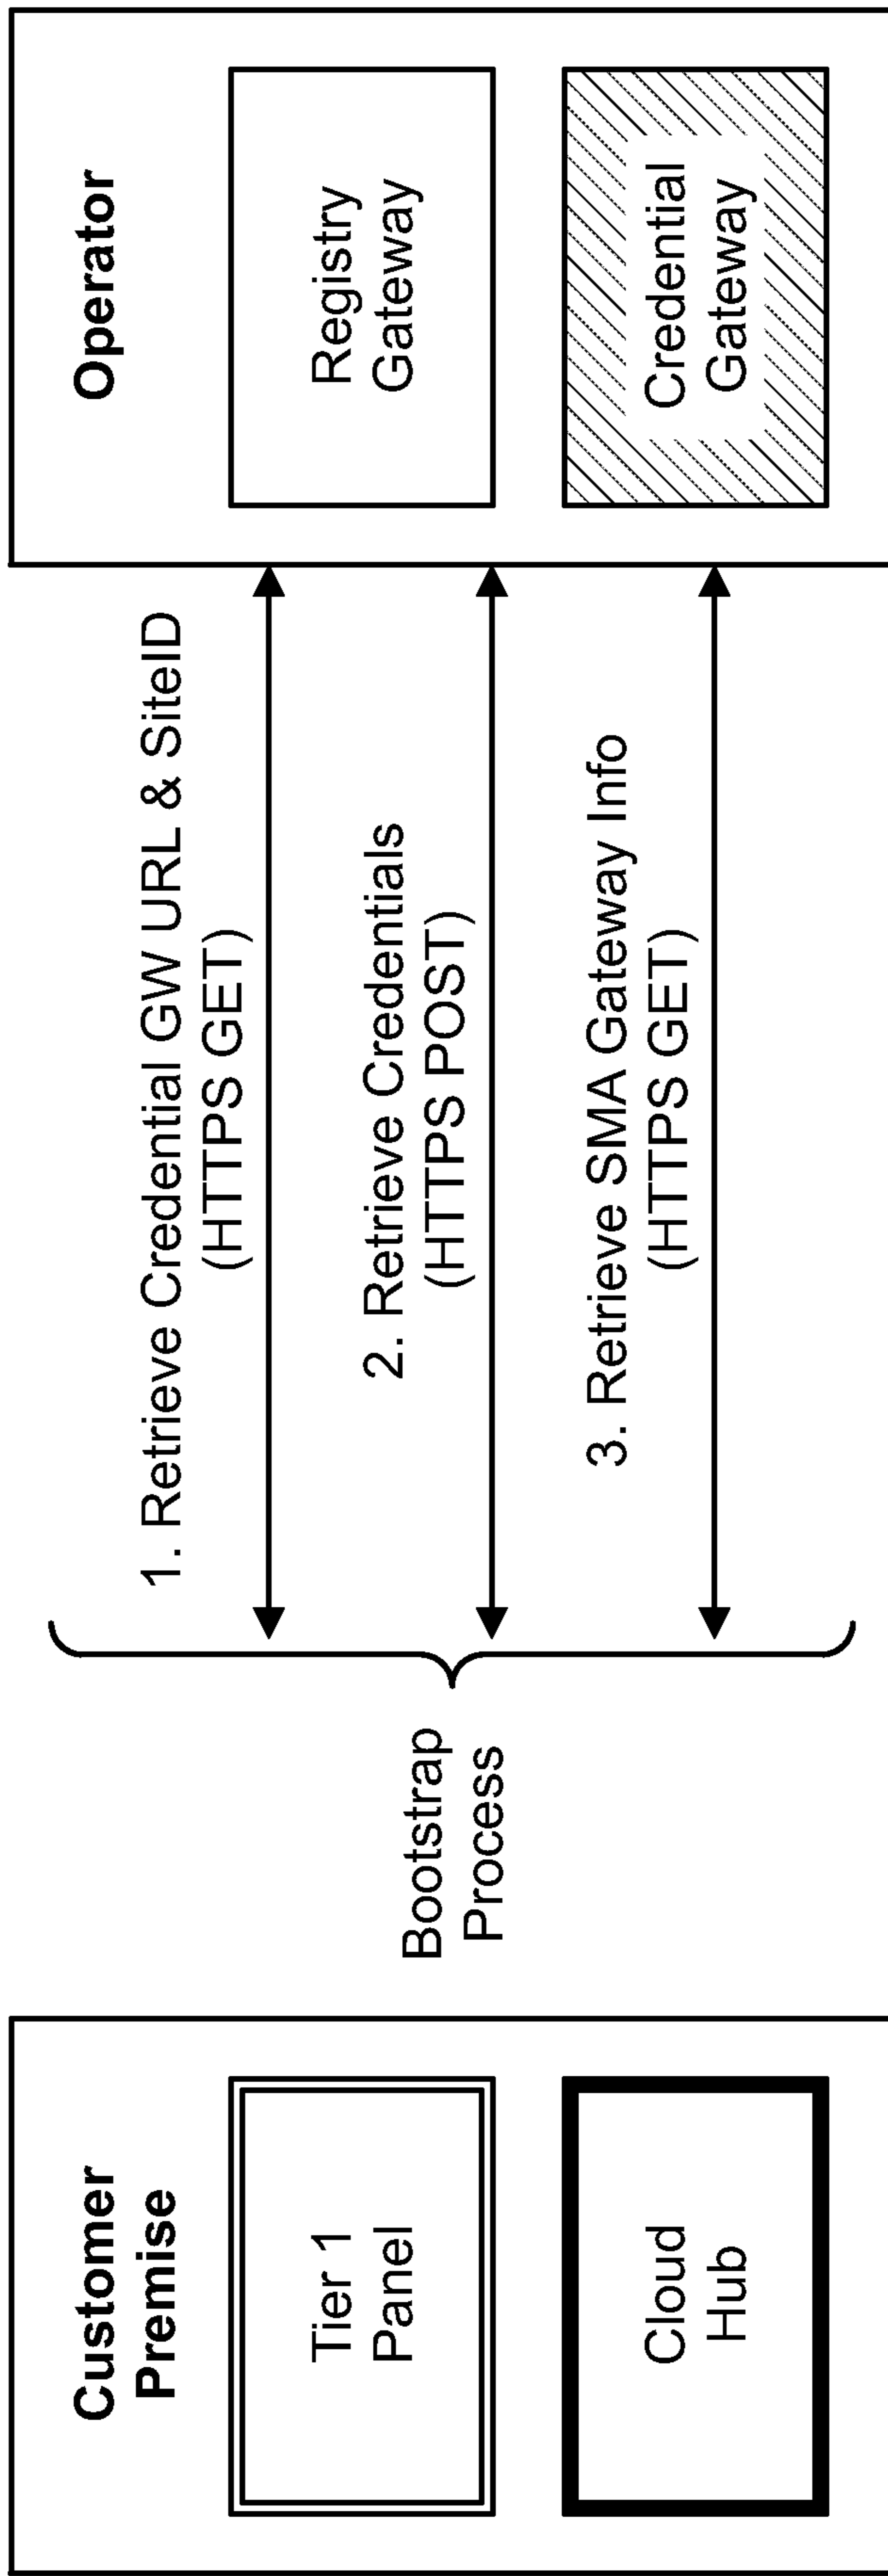 Customer
Premise
Tier 1
Panel
Cloud
Hub
Bootstrap
Process
1. Retrieve Credential GW URL & SiteID
(HTTPS GET)
2. Retrieve Credentials
(HTTPS POST)
3. Retrieve SMA Gateway Info
(HTTPS GET)
Operator
Registry
Gateway
Credential
Gateway